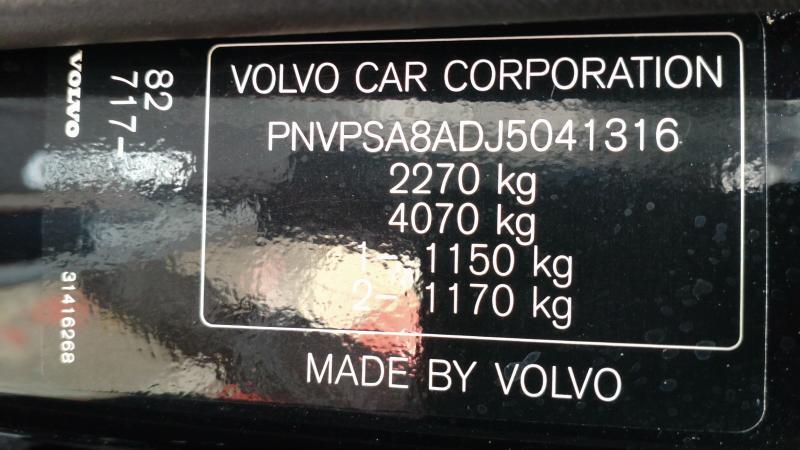 VOLVO CAR CORPORATION
PNVPSA8ADJ5041316
2270 kg
4070 kg
1- 1150 kg
2- 1170 kg
MADE BY VOLVO
VOLVO
31416268
82
717-